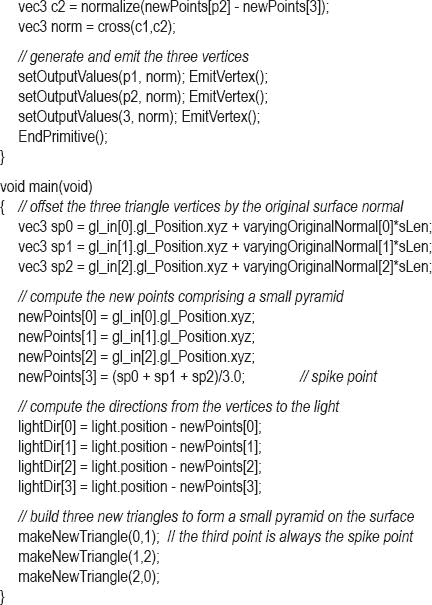 vec3 c2 = normalize(newPoints[p2] - newPoints[3]);
vec3 norm = cross(c1,c2);
// generate and emit the three vertices
setOutputValues(p1, norm); EmitVertex();
setOutputValues(p2, norm); EmitVertex();
setOutputValues(3, norm); EmitVertex();
EndPrimitive();
}
void main(void)
{ // offset the three triangle vertices by the original surface normal
vec3 sp0 = gl_in[0].gl_Position.xyz + varyingOriginalNormal[0]*sLen;
vec3 sp1 = gl_in[1].gl_Position.xyz + varyingOriginalNormal[1]*sLen;
vec3 sp2 = gl_in[2].gl_Position.xyz + varyingOriginalNormal[2]*sLen;
// compute the new points comprising a small pyramid
newPoints[0] = gl_in[0].gl_Position.xyz;
newPoints[1] = gl_in[1].gl_Position.xyz;
newPoints[2] = gl_in[2].gl_Position.xyz;
newPoints[3] = (sp0 + sp1 + sp2)/3.0; // spike point
// compute the directions from the vertices to the light
lightDir[0] = light.position - newPoints[0];
lightDir[1] = light.position - newPoints[1];
lightDir[2] = light.position - newPoints[2];
lightDir[3] = light.position - newPoints[3];
// build three new triangles to form a small pyramid on the surface
makeNewTriangle(0,1); // the third point is always the spike point
makeNewTriangle(1,2);
makeNewTriangle(2,0);
}